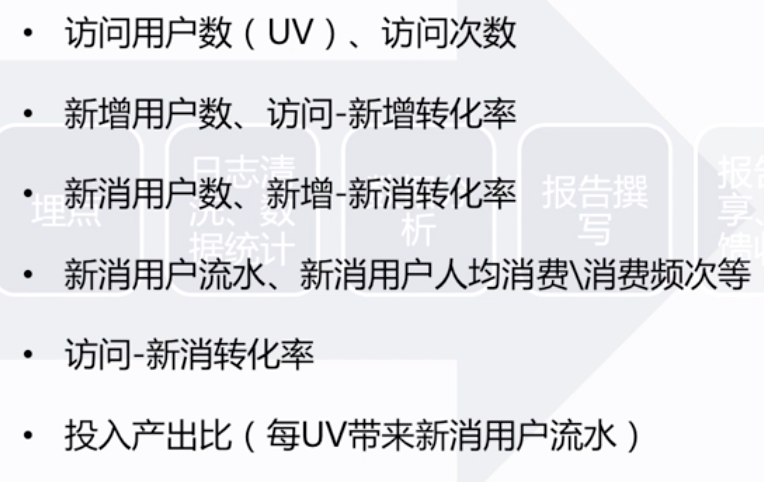 • 访问用户数（UV）、访问次数
• 新增用户数、访问-新增转化率
• 新消用户数、新增-新消转化率
• 新消用户流水、新消用户人均消费\消费频次等
• 访问-新消转化率
• 投入产出比（每UV带来新消用户流水）
埋点
日志清
洗、数
据统计
析
报告撰
写
报告
享、
馈